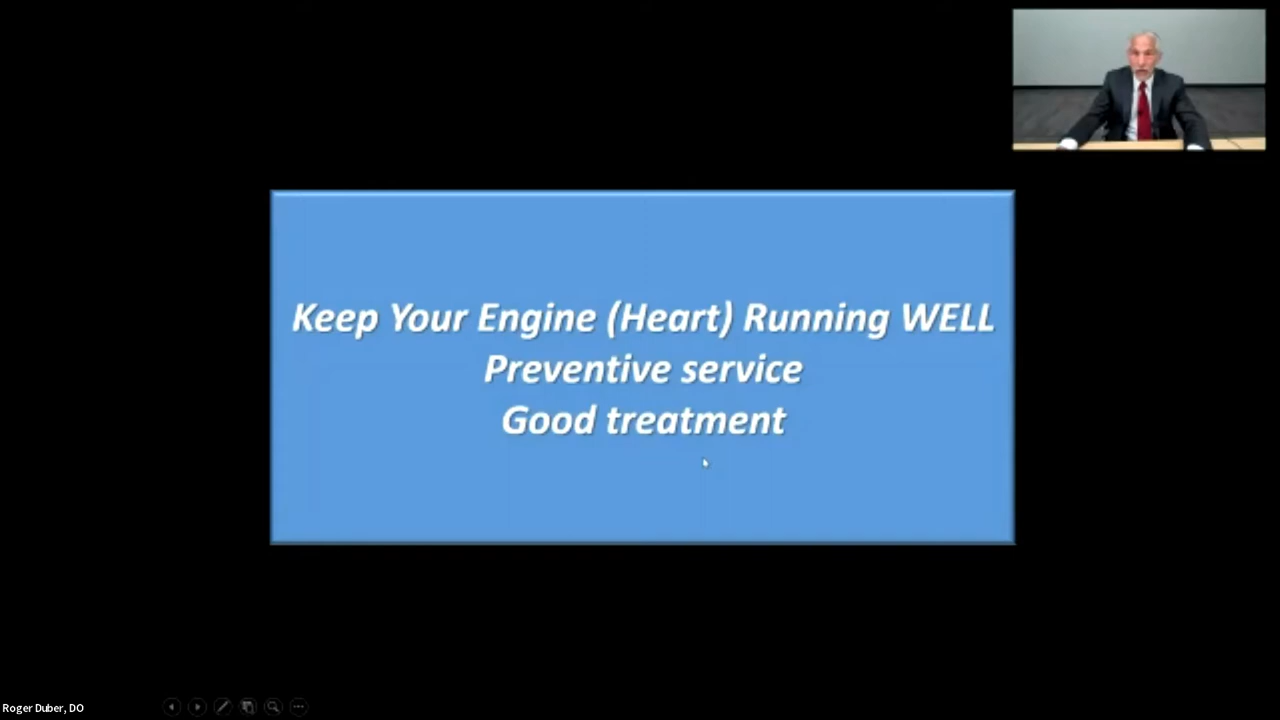 Keep Your Engine (Heart) Running WELL
Preventive service
Good treatment
Roger Duber, DO